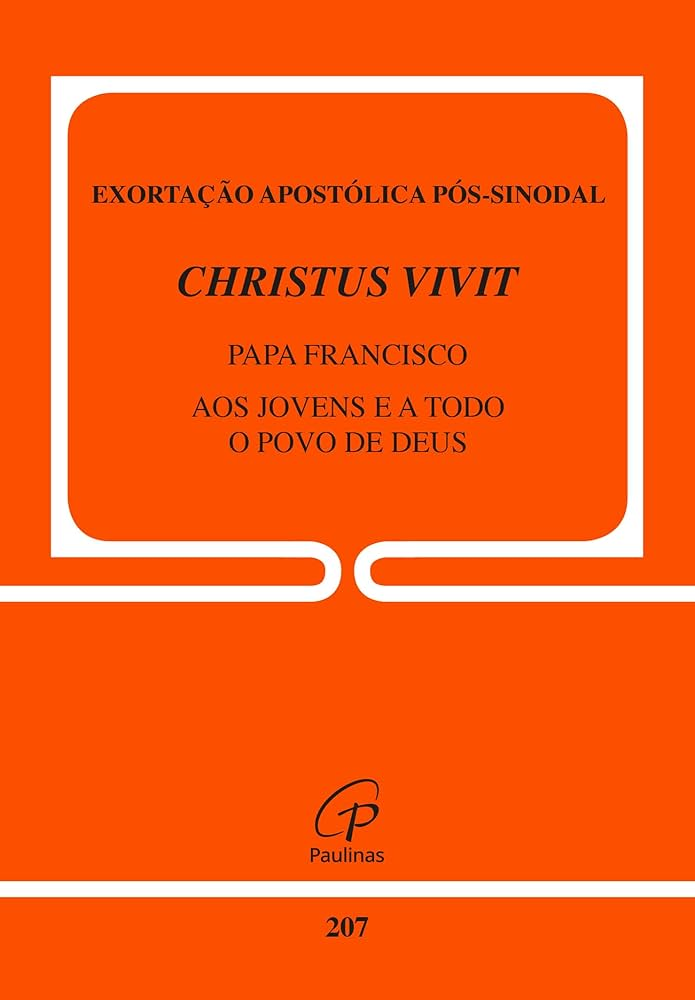 EXORTAÇÃO APOSTÓLICA PÓS-SINODAL
CHRISTUS VIVIT
PAPA FRANCISCO
AOS JOVENS E A TODO
O POVO DE DEUS
Paulinas
207